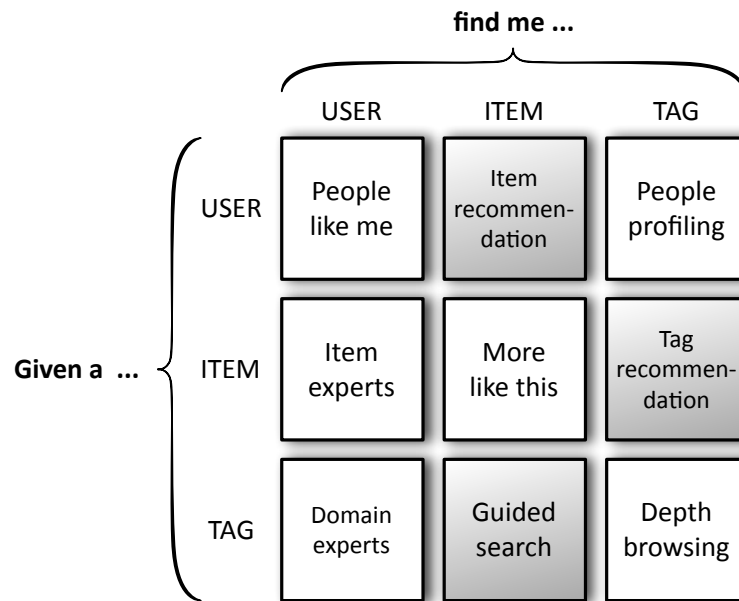 find me ...
USER ITEM TAG
USER
People
like me
Item
recommen-
dation
People
profiling
Given a ...
ITEM
Item
experts
More
like this
Tag
recommen-
dation
TAG
Domain
experts
Guided
search
Depth
browsing